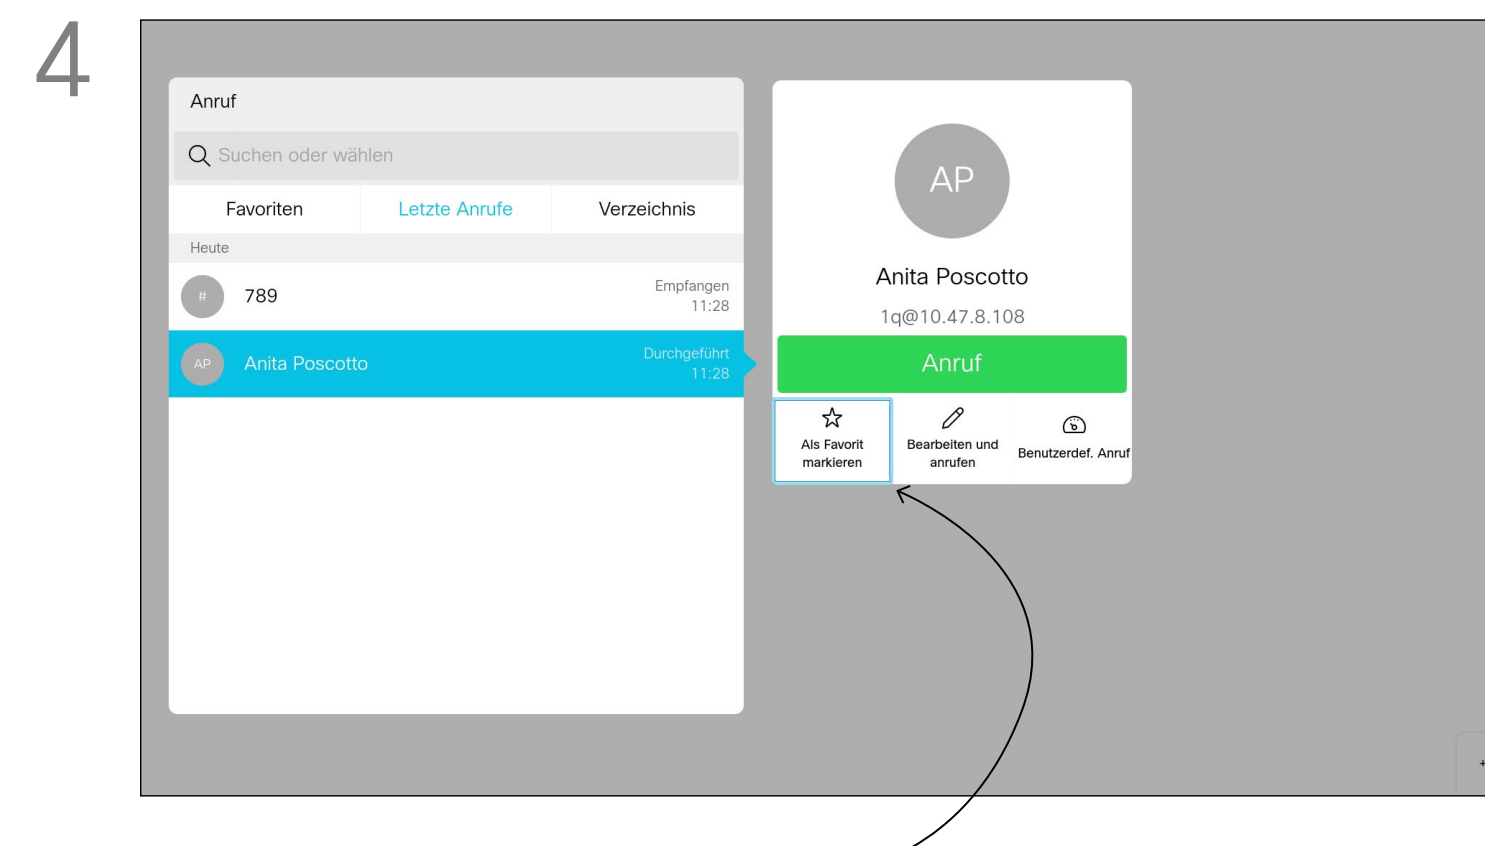 4
Anruf
Suchen oder wählen
Favoriten
Letzte Anrufe
Verzeichnis
Heute
#
789
Empfangen
11:28
AP
Anita Poscotto
Durchgeführt
11:28
AP
Anita Poscotto
1q@10.47.8.108
Anruf
Als Favorit
markieren
Bearbeiten und
anrufen
Benutzerdef. Anruf
+